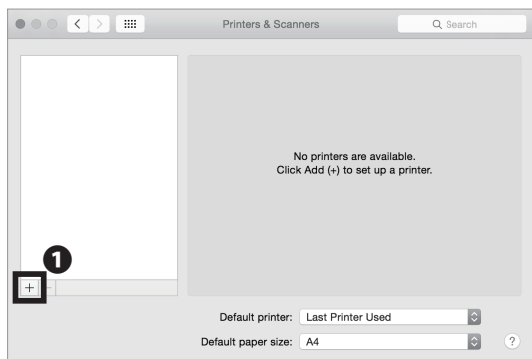 Printers & Scanners
Search
No printers are available.
Click Add (+) to set up a printer.
1
+ −
Default printer: Last Printer Used
Default paper size: A4 ?